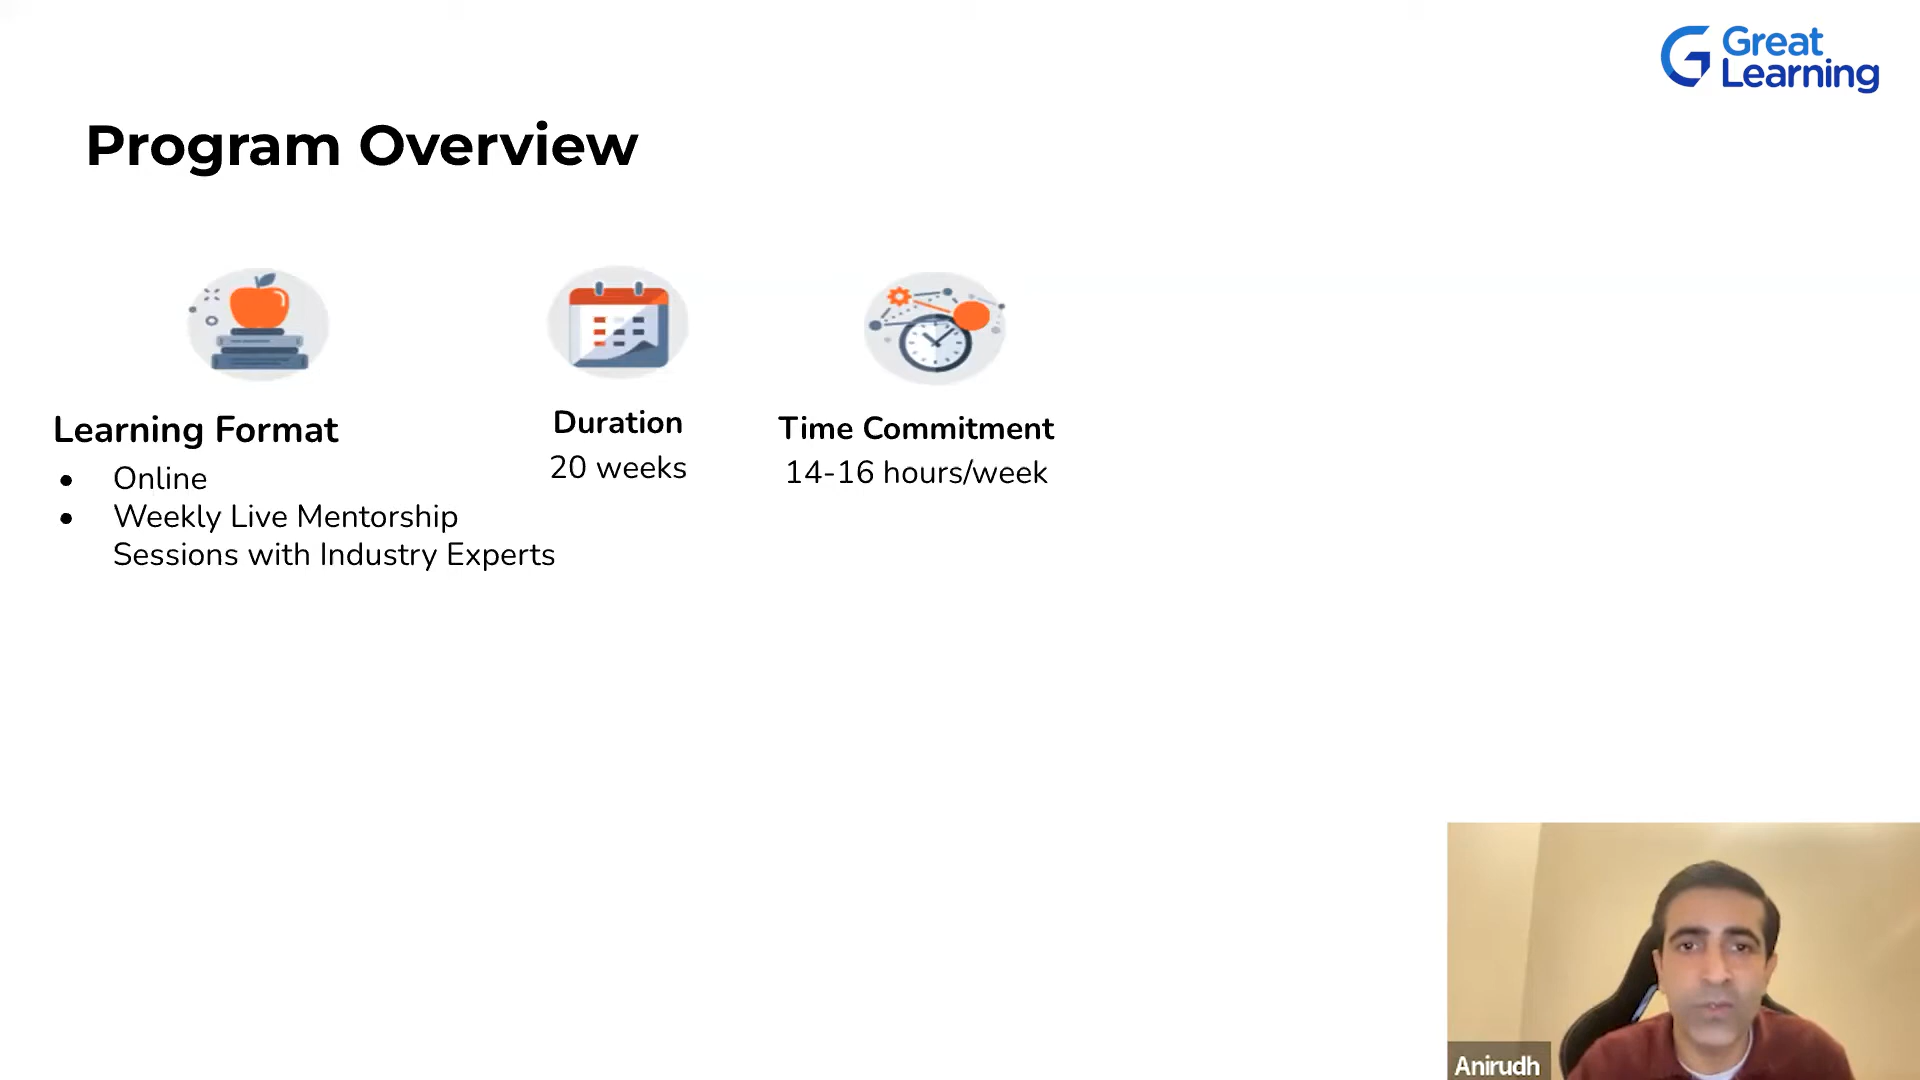 Great
Learning
Program Overview
Learning Format
• Online
• Weekly Live Mentorship
Sessions with Industry Experts
Duration
20 weeks
Time Commitment
14-16 hours/week
Anirudh